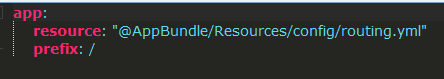 app:
    resource: "@AppBundle/Resources/config/routing.yml"
    prefix: /